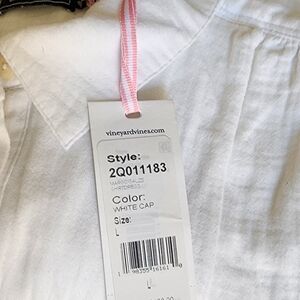 vineyardvines.com
Style:
2Q011183
Color:
WHITE CAP
Size:
L